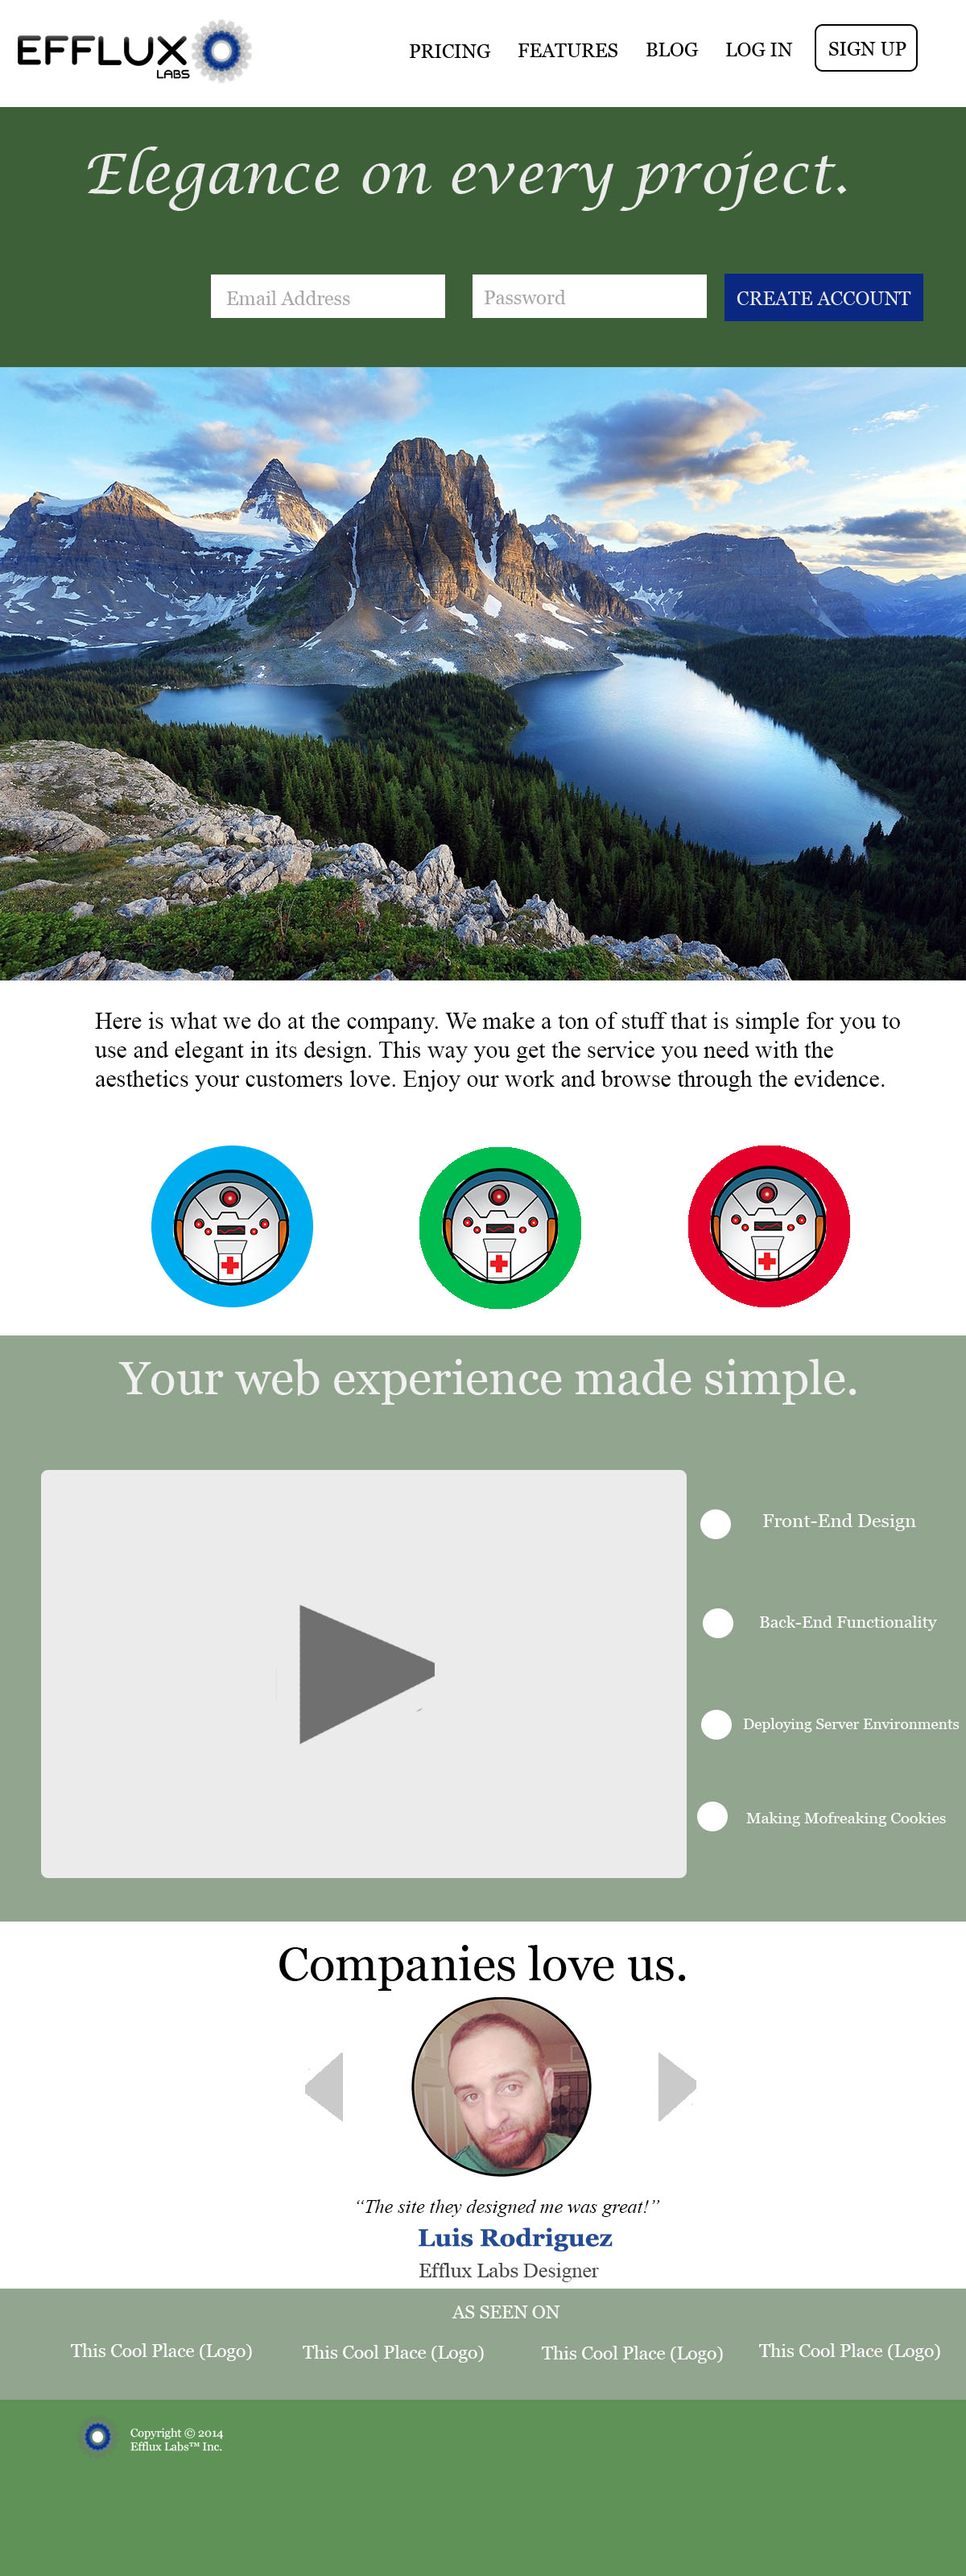 EFFLUX
LABS
PRICING FEATURES BLOG LOG IN SIGN UP
Elegance on every project.
Email Address Password CREATE ACCOUNT
Here is what we do at the company. We make a ton of stuff that is simple for you to
use and elegant in its design. This way you get the service you need with the
aesthetics your customers love. Enjoy our work and browse through the evidence.
Your web experience made simple.
Front-End Design
Back-End Functionality
Deploying Server Environments
Making Mofreaking Cookies
Companies love us.
“The site they designed me was great!”
Luis Rodriguez
Efflux Labs Designer
AS SEEN ON
This Cool Place (Logo) This Cool Place (Logo) This Cool Place (Logo) This Cool Place (Logo)
Copyright © 2014
Efflux Labs™ Inc.